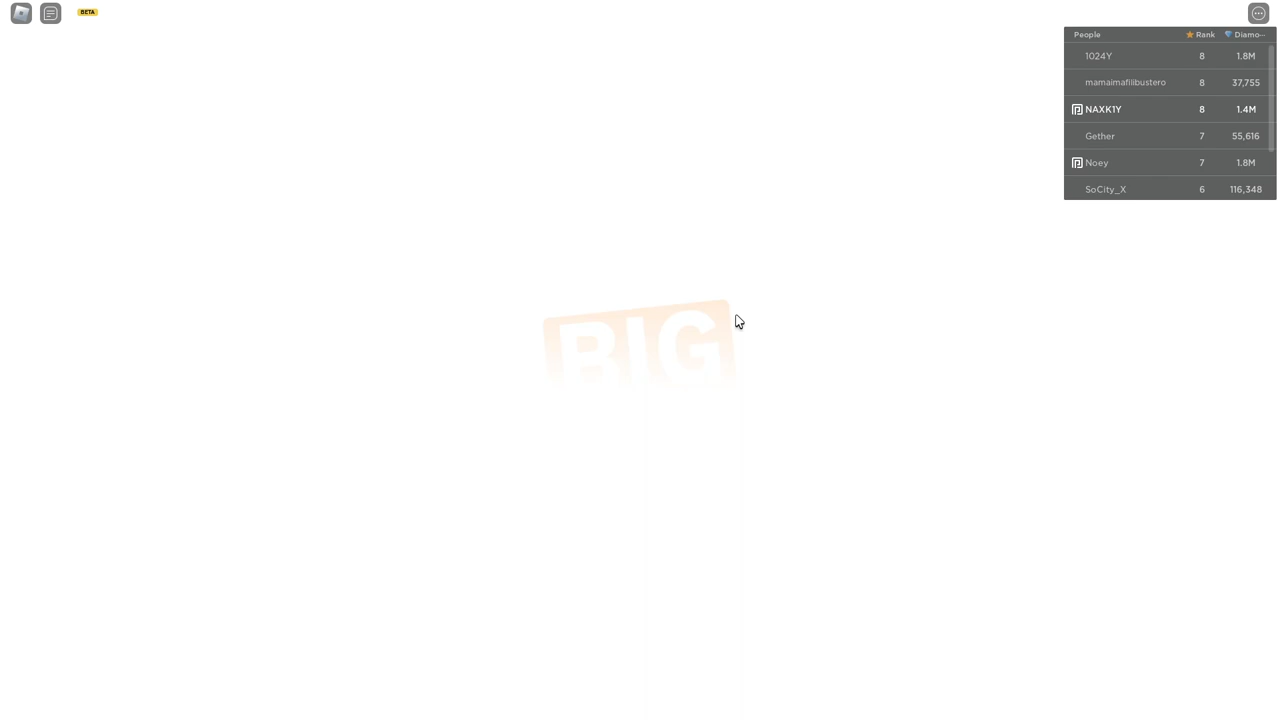 BETA
People Rank Diamo--
1024Y 8 1.8M
mamaimafilibustero 8 37,755
NAXK1Y 8 1.4M
Gether 7 55,616
Noey 7 1.8M
SoCity_X 6 116,348
BIG